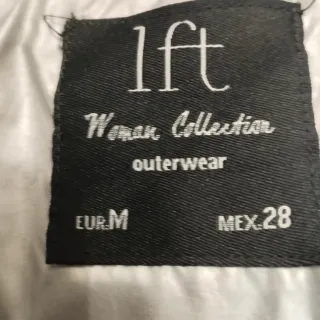 lft
Woman Collection
outerwear
EUR:M MEX:28